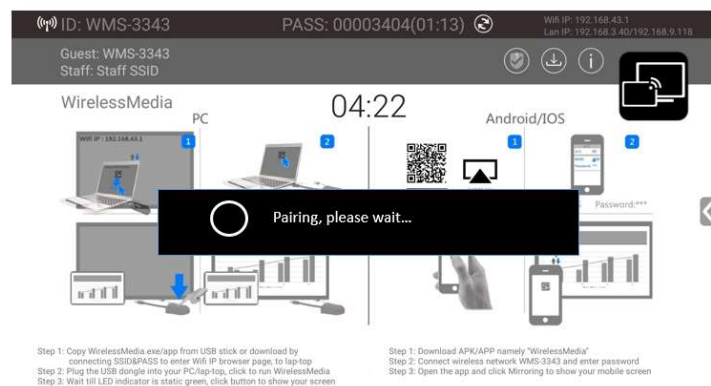 ID: WMS-3343
PASS: 00003404(01:13)
Wifi IP: 192.168.43.1
Lan IP: 192.168.3.40/192.168.9.118
Guest: WMS-3343
Staff: Staff SSID
WirelessMedia
04:22
PC
Android/IOS
Wifi IP : 192.168.43.1
1
2
1
2
Pairing, please wait...
Password:***
Step 1: Copy WirelessMedia.exe/app from USB stick or download by
connecting SSID&PASS to enter Wifi IP browser page, to lap-top
Step 2: Plug the USB dongle into your PC/lap-top, click to run WirelessMedia
Step 3: Wait till LED indicator is static green, click button to show your screen
Step 1: Download APK/APP namely "WirelessMedia"
Step 2: Connect wireless network WMS-3343 and enter password
Step 3: Open the app and click Mirroring to show your mobile screen